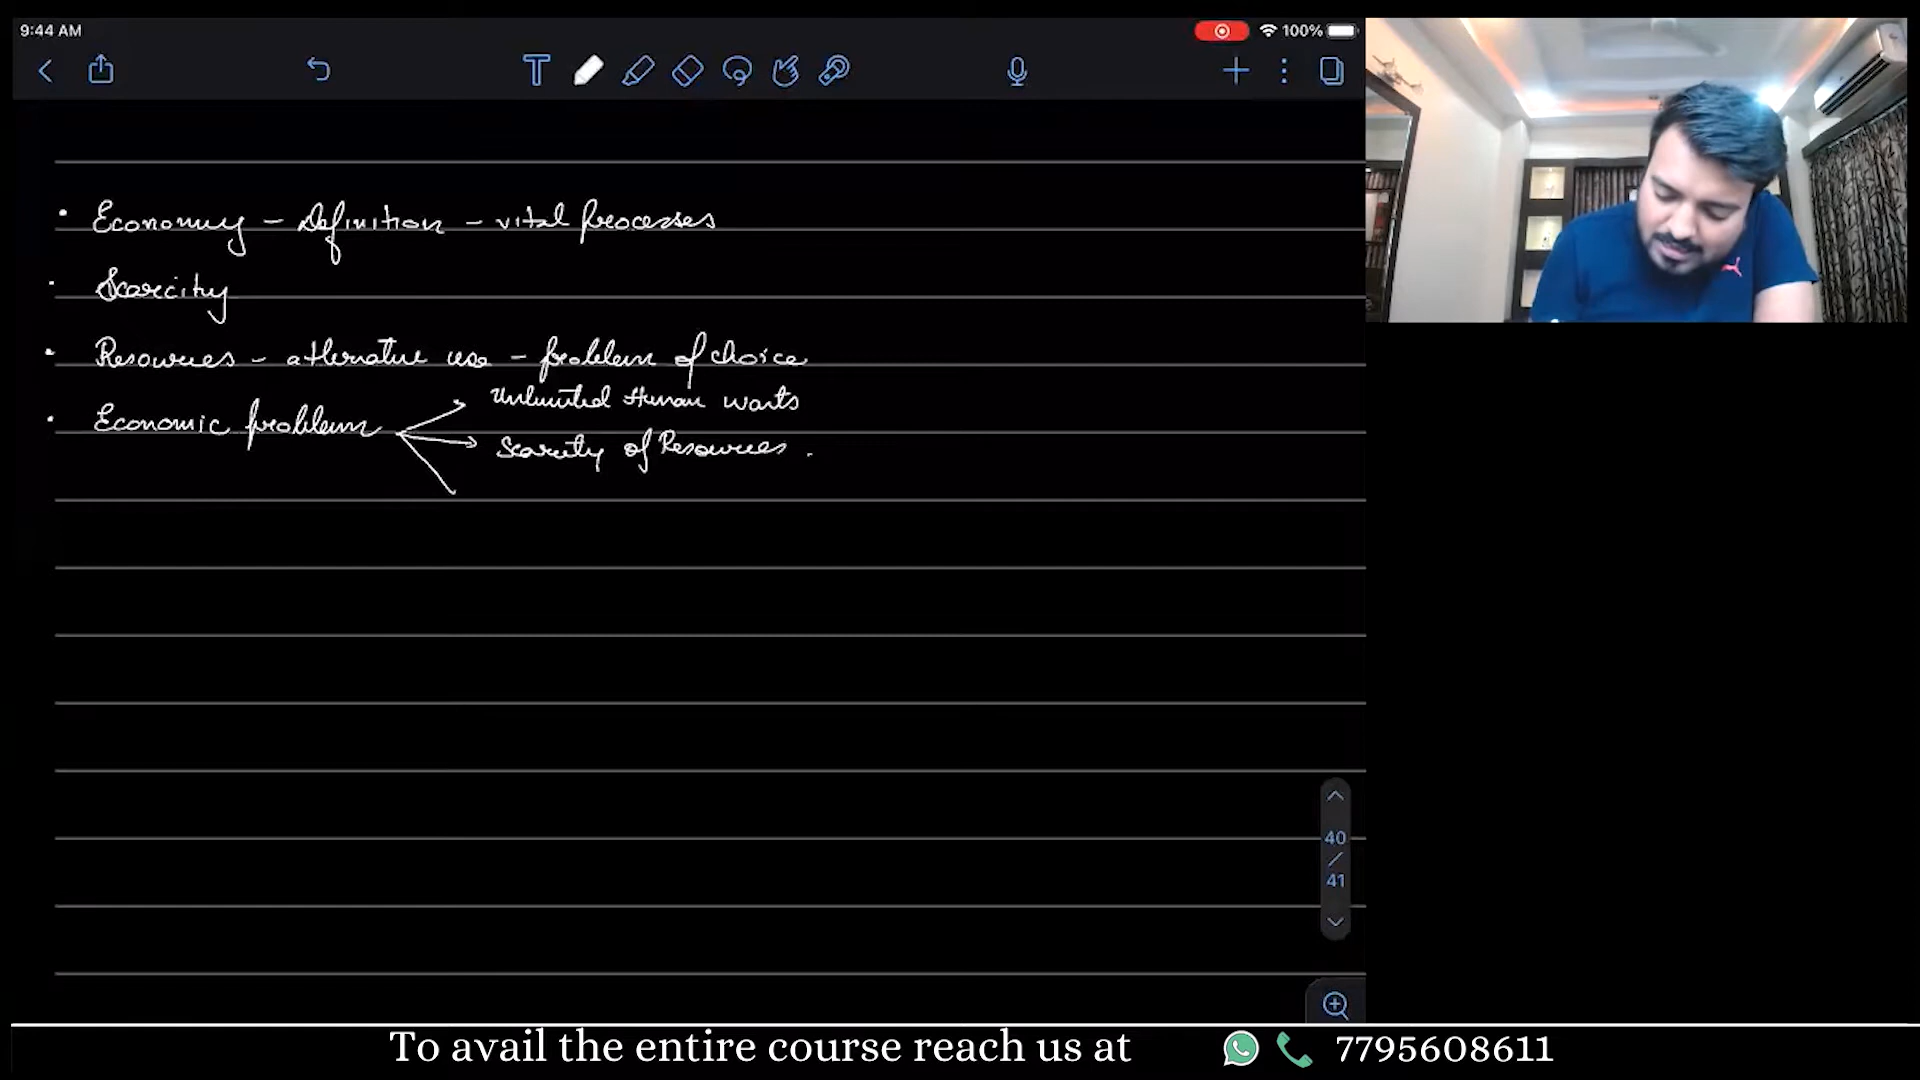 9:44 AM
100%
T
• Economy - Definition - vital processes
• Scarcity
• Resources - alternative use - problem of choice
Unlimited Human wants
• Economic problem
Scarcity of Resources.
40
/
41
To avail the entire course reach us at 7795608611